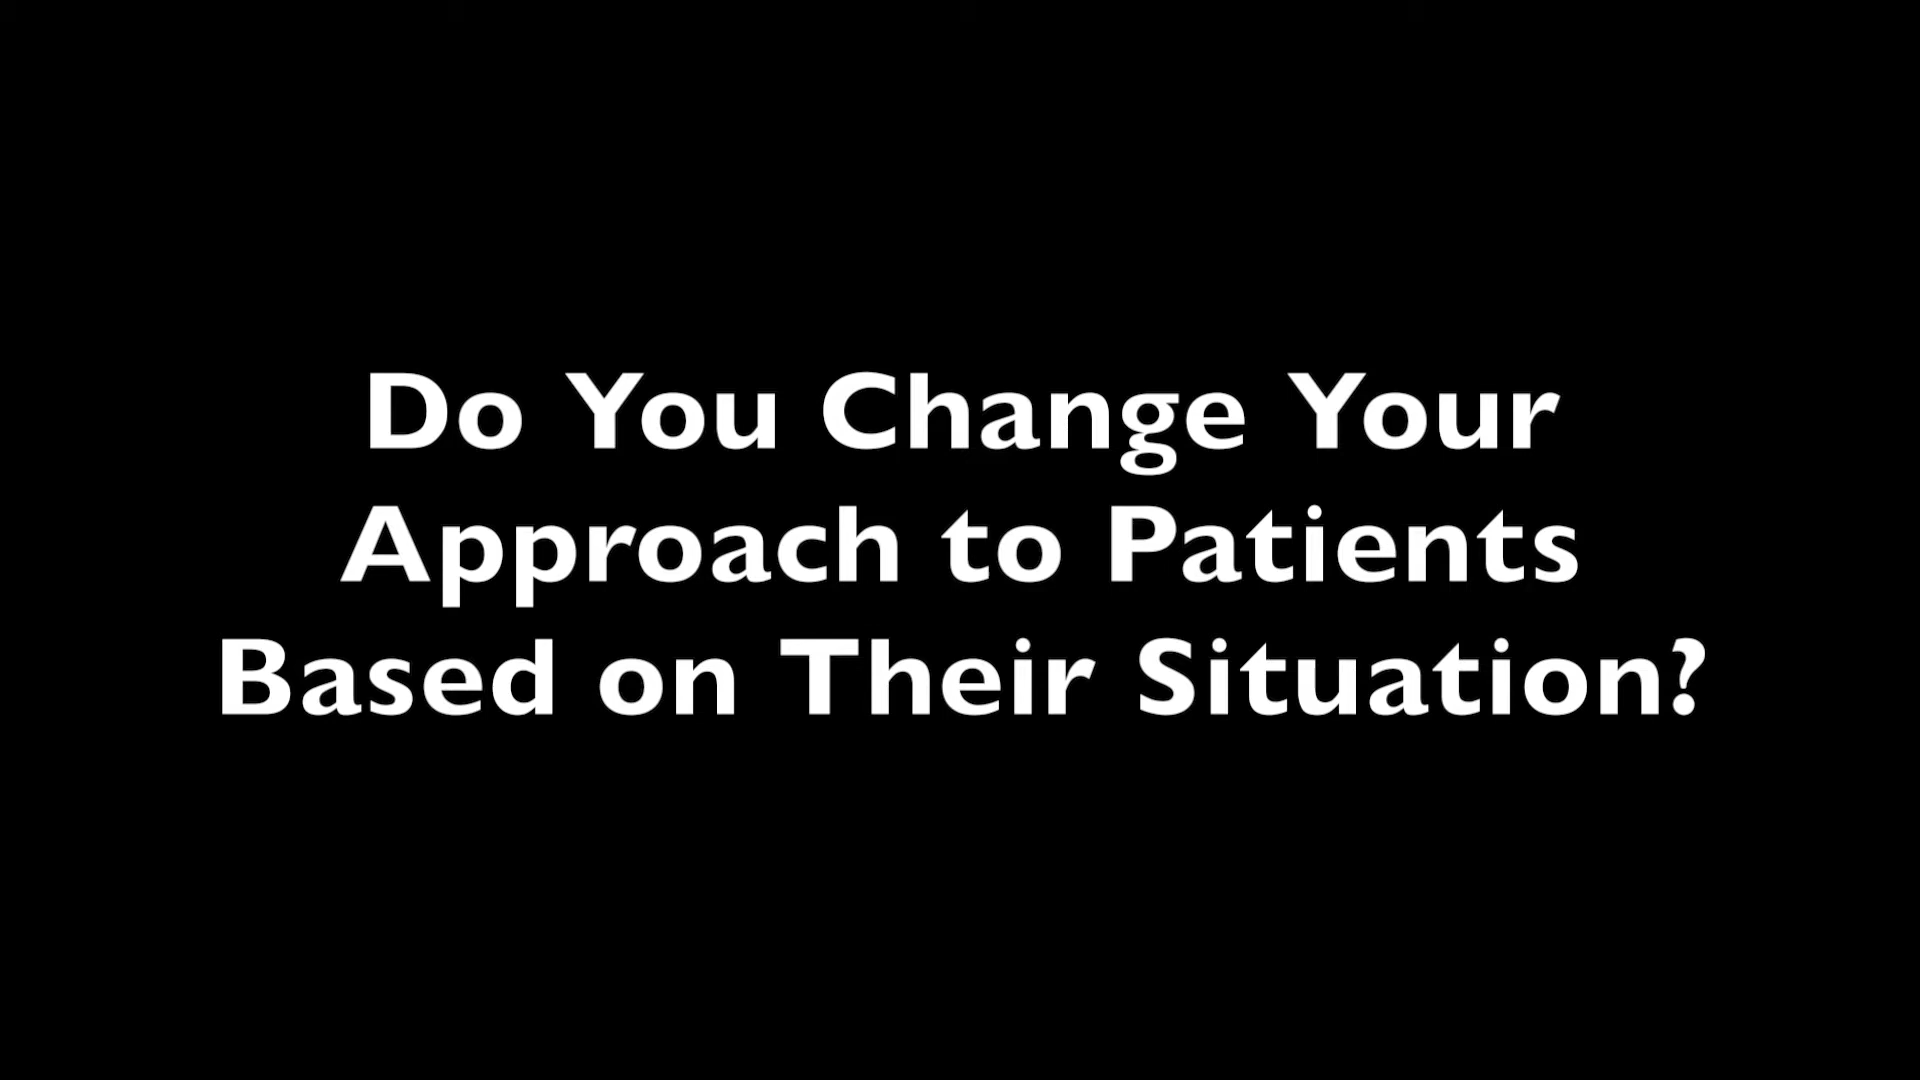 Do You Change Your
Approach to Patients
Based on Their Situation?